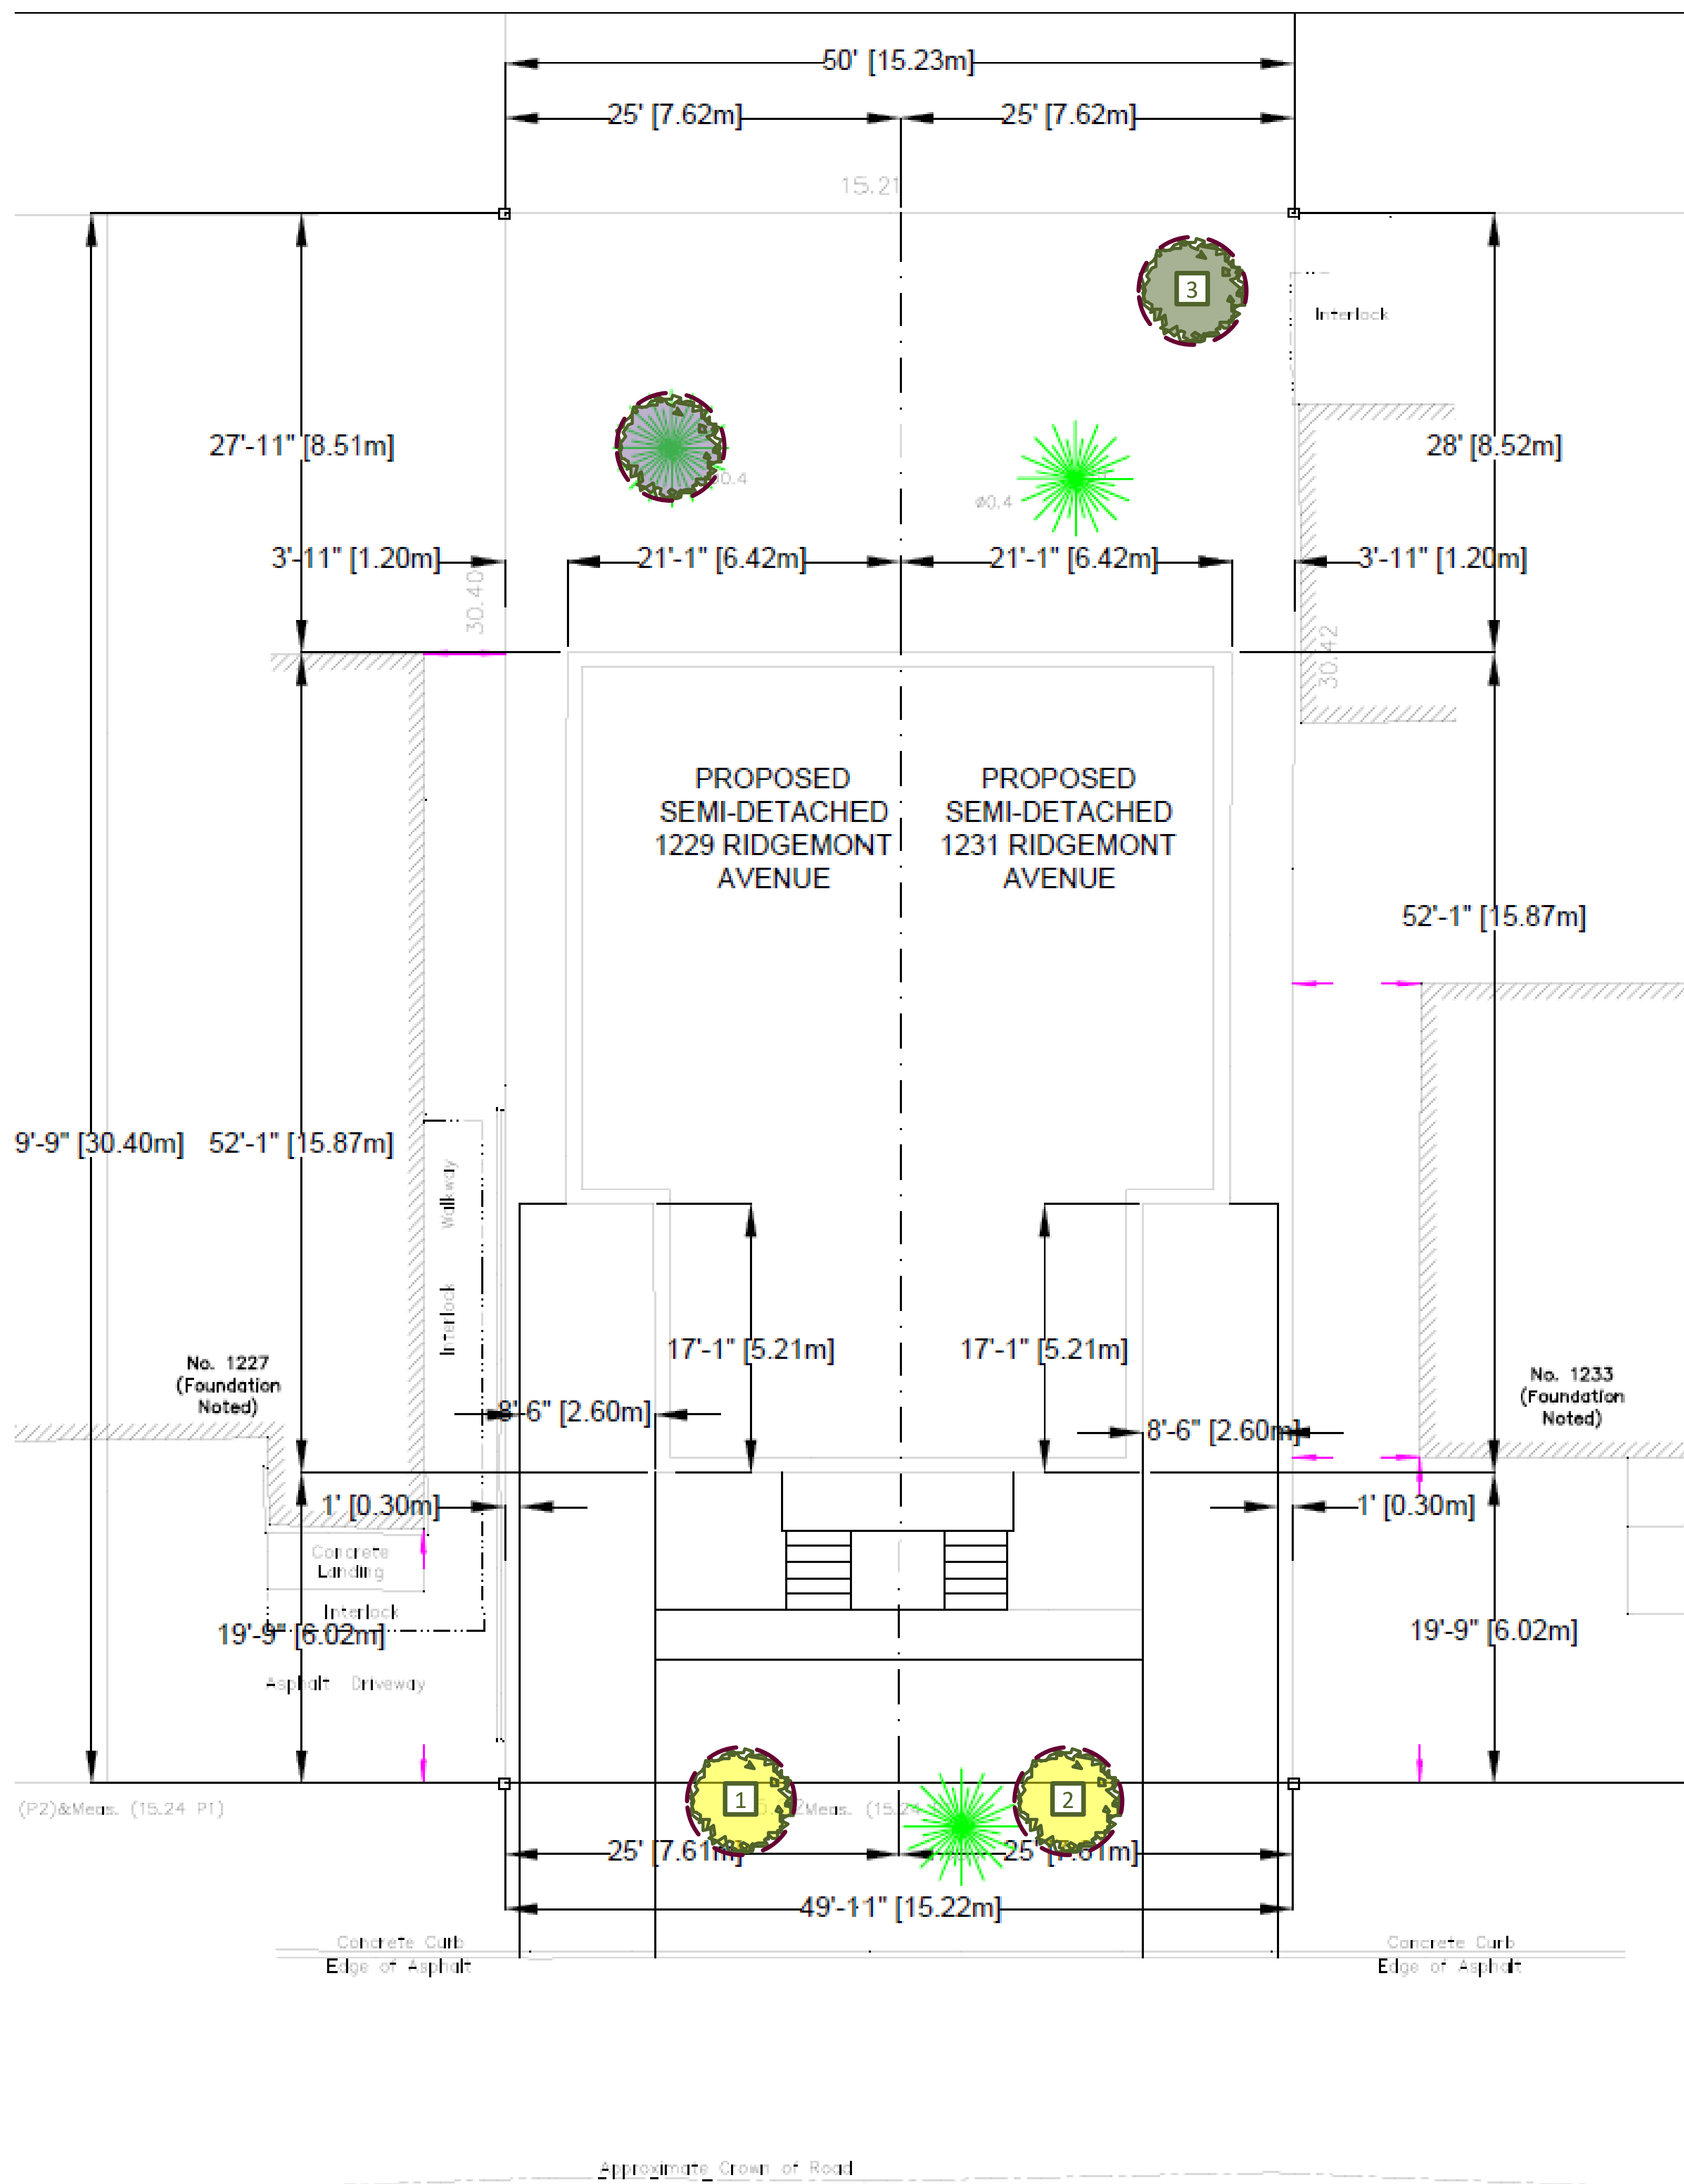 50' [15.23m]
25' [7.62m]
25' [7.62m]
15.21
3
Interlock
27'-11" [8.51m]
28' [8.52m]
ø0.4
3'-11" [1.20m]
21'-1" [6.42m]
21'-1" [6.42m]
3'-11" [1.20m]
30.40
30.42
PROPOSED
SEMI-DETACHED
1229 RIDGEMONT
AVENUE
PROPOSED
SEMI-DETACHED
1231 RIDGEMONT
AVENUE
52'-1" [15.87m]
9'-9" [30.40m]
52'-1" [15.87m]
Interlock Walkway
17'-1" [5.21m]
17'-1" [5.21m]
No. 1227
(Foundation
Noted)
No. 1233
(Foundation
Noted)
8'-6" [2.60m]
8'-6" [2.60m]
1' [0.30m]
1' [0.30m]
Concrete
Landing
Interlock
19'-9" [6.02m]
19'-9" [6.02m]
Asphalt Driveway
1
2
(P2)&Meas. (15.24 P1)
Meas. (15.24
25' [7.61m]
25' [7.61m]
49'-11" [15.22m]
Concrete Curb
Edge of Asphalt
Concrete Curb
Edge of Asphalt
Approximate Crown of Road